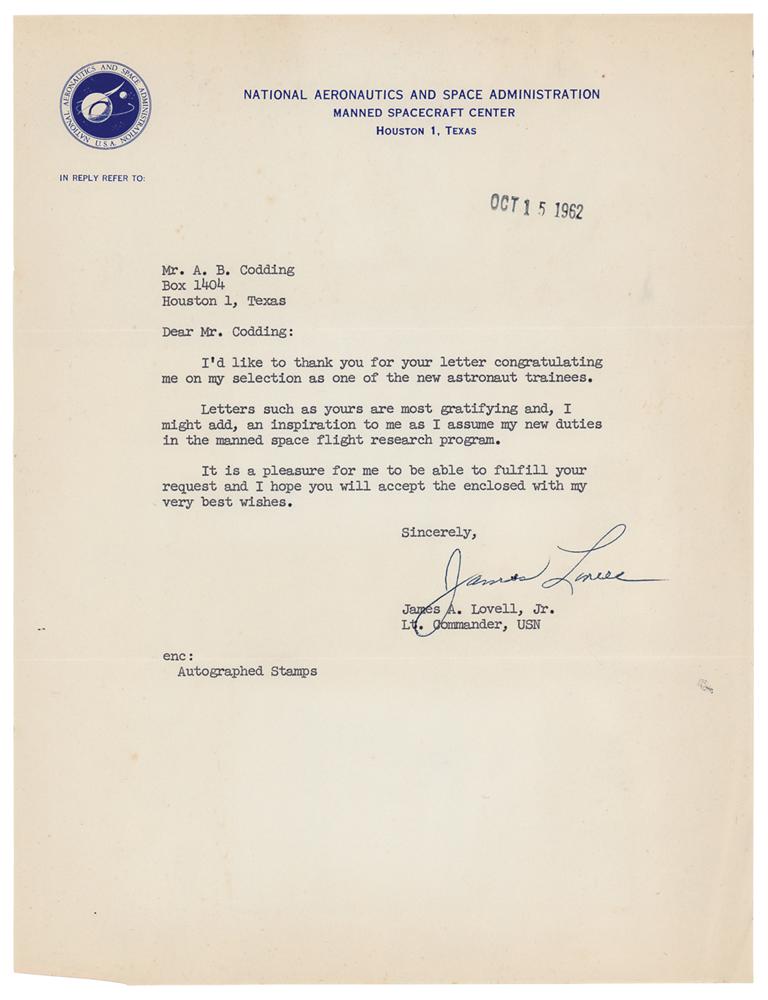 NATIONAL AERONAUTICS AND SPACE ADMINISTRATION U.S.A.
NATIONAL AERONAUTICS AND SPACE ADMINISTRATION
MANNED SPACECRAFT CENTER
HOUSTON 1, TEXAS
IN REPLY REFER TO:
OCT 15 1962
Mr. A. B. Codding
Box 1404
Houston 1, Texas
Dear Mr. Codding:
I'd like to thank you for your letter congratulating
me on my selection as one of the new astronaut trainees.
Letters such as yours are most gratifying and, I
might add, an inspiration to me as I assume my new duties
in the manned space flight research program.
It is a pleasure for me to be able to fulfill your
request and I hope you will accept the enclosed with my
very best wishes.
Sincerely,
James Lovell
James A. Lovell, Jr.
Lt. Commander, USN
enc:
Autographed Stamps